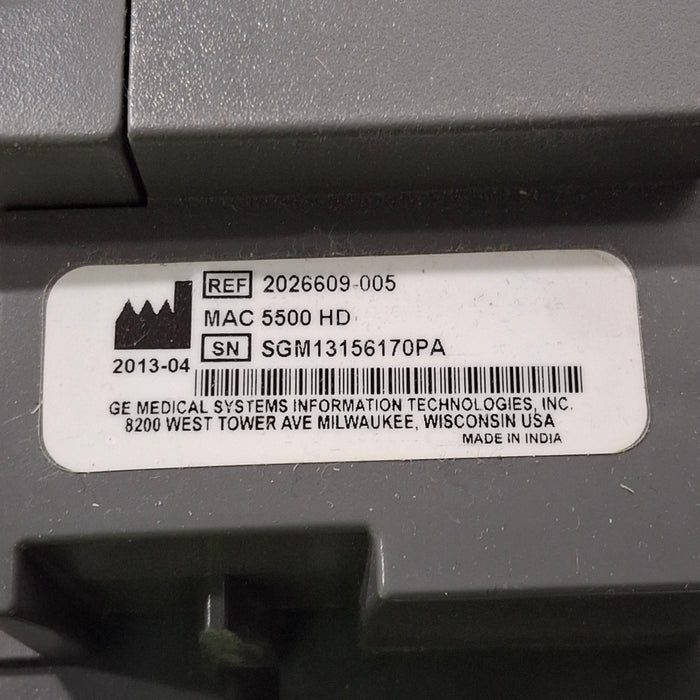 REF 2026609-005
MAC 5500 HD
SN SGM13156170PA
2013-04
GE MEDICAL SYSTEMS INFORMATION TECHNOLOGIES, INC.
8200 WEST TOWER AVE MILWAUKEE, WISCONSIN USA
MADE IN INDIA